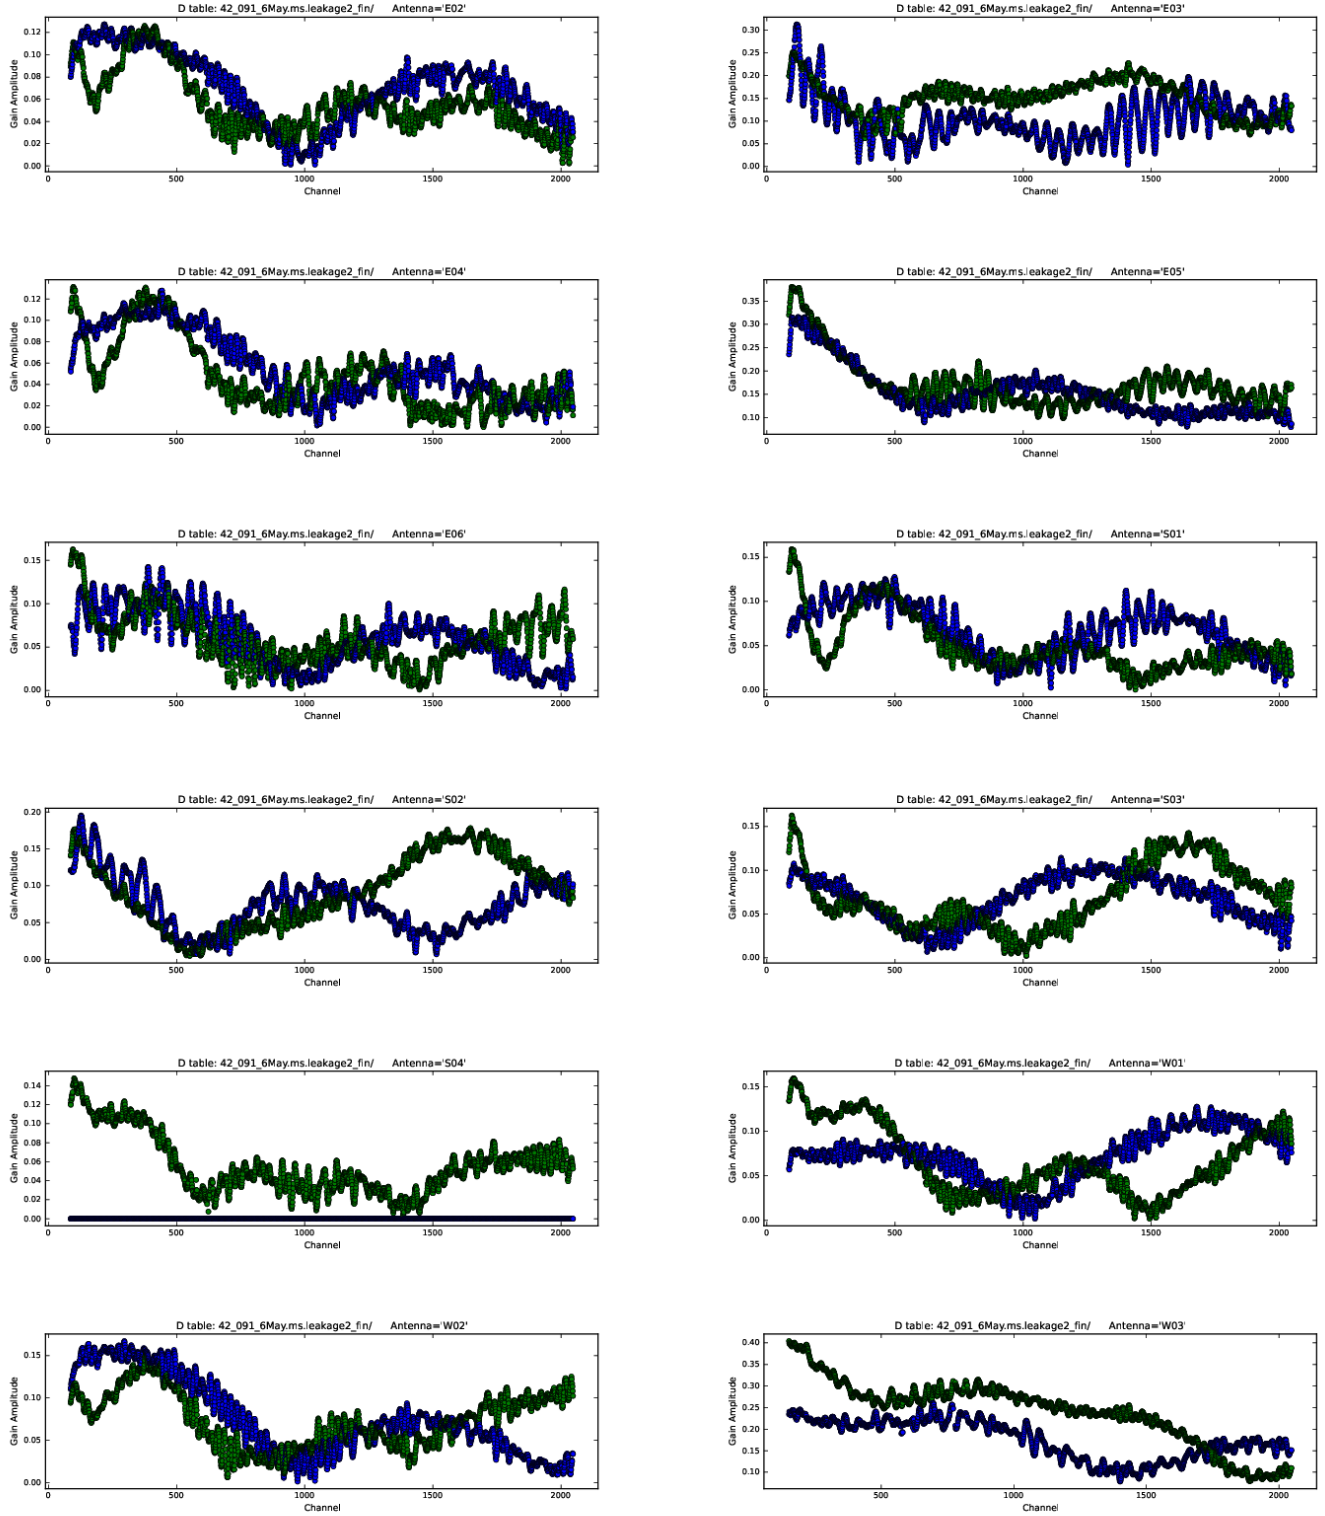 D table: 42_091_6May.ms.leakage2_fin/ Antenna='E02'
0.12
0.10
0.08
0.06
0.04
0.02
0.00
Gain Amplitude
0 500 1000 1500 2000
Channel
D table: 42_091_6May.ms.leakage2_fin/ Antenna='E03'
0.30
0.25
0.20
0.15
0.10
0.05
0.00
Gain Amplitude
0 500 1000 1500 2000
Channel
D table: 42_091_6May.ms.leakage2_fin/ Antenna='E04'
0.12
0.10
0.08
0.06
0.04
0.02
0.00
Gain Amplitude
0 500 1000 1500 2000
Channel
D table: 42_091_6May.ms.leakage2_fin/ Antenna='E05'
0.35
0.30
0.25
0.20
0.15
0.10
Gain Amplitude
0 500 1000 1500 2000
Channel
D table: 42_091_6May.ms.leakage2_fin/ Antenna='E06'
0.15
0.10
0.05
0.00
Gain Amplitude
0 500 1000 1500 2000
Channel
D table: 42_091_6May.ms.leakage2_fin/ Antenna='S01'
0.15
0.10
0.05
0.00
Gain Amplitude
0 500 1000 1500 2000
Channel
D table: 42_091_6May.ms.leakage2_fin/ Antenna='S02'
0.20
0.15
0.10
0.05
0.00
Gain Amplitude
0 500 1000 1500 2000
Channel
D table: 42_091_6May.ms.leakage2_fin/ Antenna='S03'
0.15
0.10
0.05
0.00
Gain Amplitude
0 500 1000 1500 2000
Channel
D table: 42_091_6May.ms.leakage2_fin/ Antenna='S04'
0.14
0.12
0.10
0.08
0.06
0.04
0.02
0.00
Gain Amplitude
0 500 1000 1500 2000
Channel
D table: 42_091_6May.ms.leakage2_fin/ Antenna='W01'
0.15
0.10
0.05
0.00
Gain Amplitude
0 500 1000 1500 2000
Channel
D table: 42_091_6May.ms.leakage2_fin/ Antenna='W02'
0.15
0.10
0.05
0.00
Gain Amplitude
0 500 1000 1500 2000
Channel
D table: 42_091_6May.ms.leakage2_fin/ Antenna='W03'
0.40
0.35
0.30
0.25
0.20
0.15
0.10
Gain Amplitude
500 1000 1500 2000
Channel